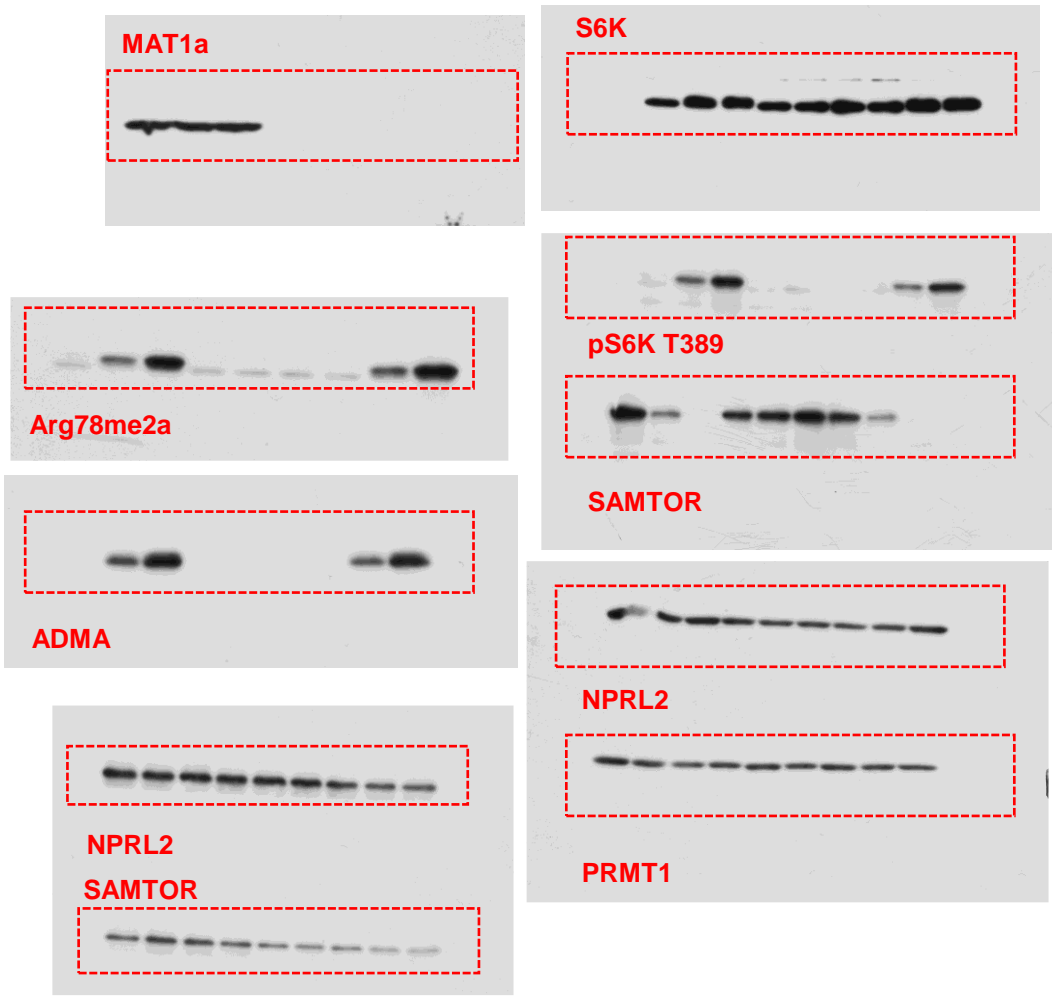 MAT1a
S6K
Arg78me2a
pS6K T389
SAMTOR
ADMA
NPRL2
PRMT1
NPRL2
SAMTOR